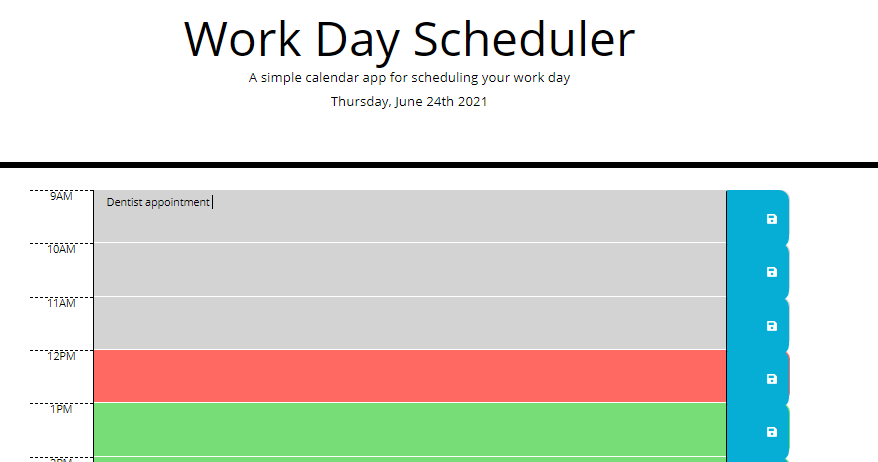 Work Day Scheduler
A simple calendar app for scheduling your work day
Thursday, June 24th 2021
9AM
Dentist appointment
10AM
11AM
12PM
1PM